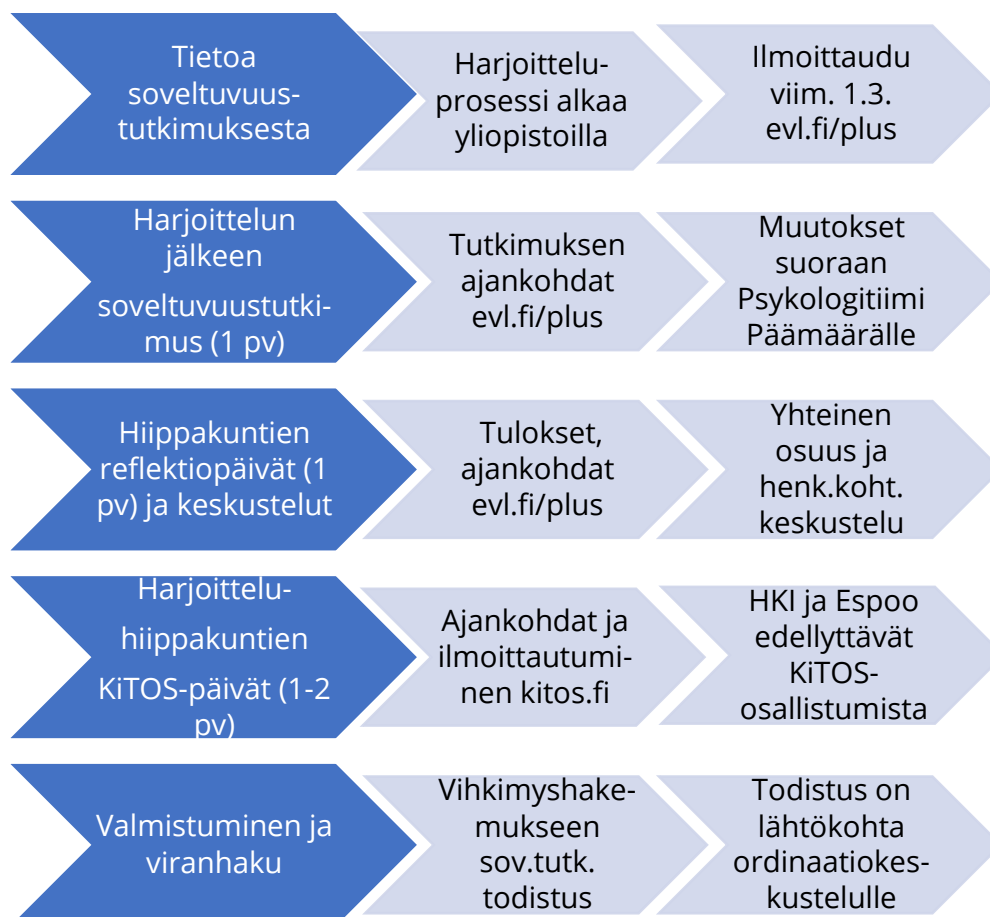 Tietoa
soveltuvuus-
tutkimuksesta
Harjoittelu-
prosessi alkaa
yliopistoilla
Ilmoittaudu
viim. 1.3.
evl.fi/plus
Harjoittelun
jälkeen
soveltuvuustutki-
mus (1 pv)
Tutkimuksen
ajankohdat
evl.fi/plus
Muutokset
suoraan
Psykologitiimi
Päämäärälle
Hiippakuntien
reflektiopäivät (1
pv) ja keskustelut
Tulokset,
ajankohdat
evl.fi/plus
Yhteinen
osuus ja
henk.koht.
keskustelu
Harjoittelu-
hiippakuntien
KiTOS-päivät (1-2
pv)
Ajankohdat ja
ilmoittautumi-
nen kitos.fi
HKI ja Espoo
edellyttävät
KiTOS-
osallistumista
Valmistuminen ja
viranhaku
Vihkimyshake-
mukseen
sov.tutk.
todistus
Todistus on
lähtökohta
ordinaatiokes-
kustelulle